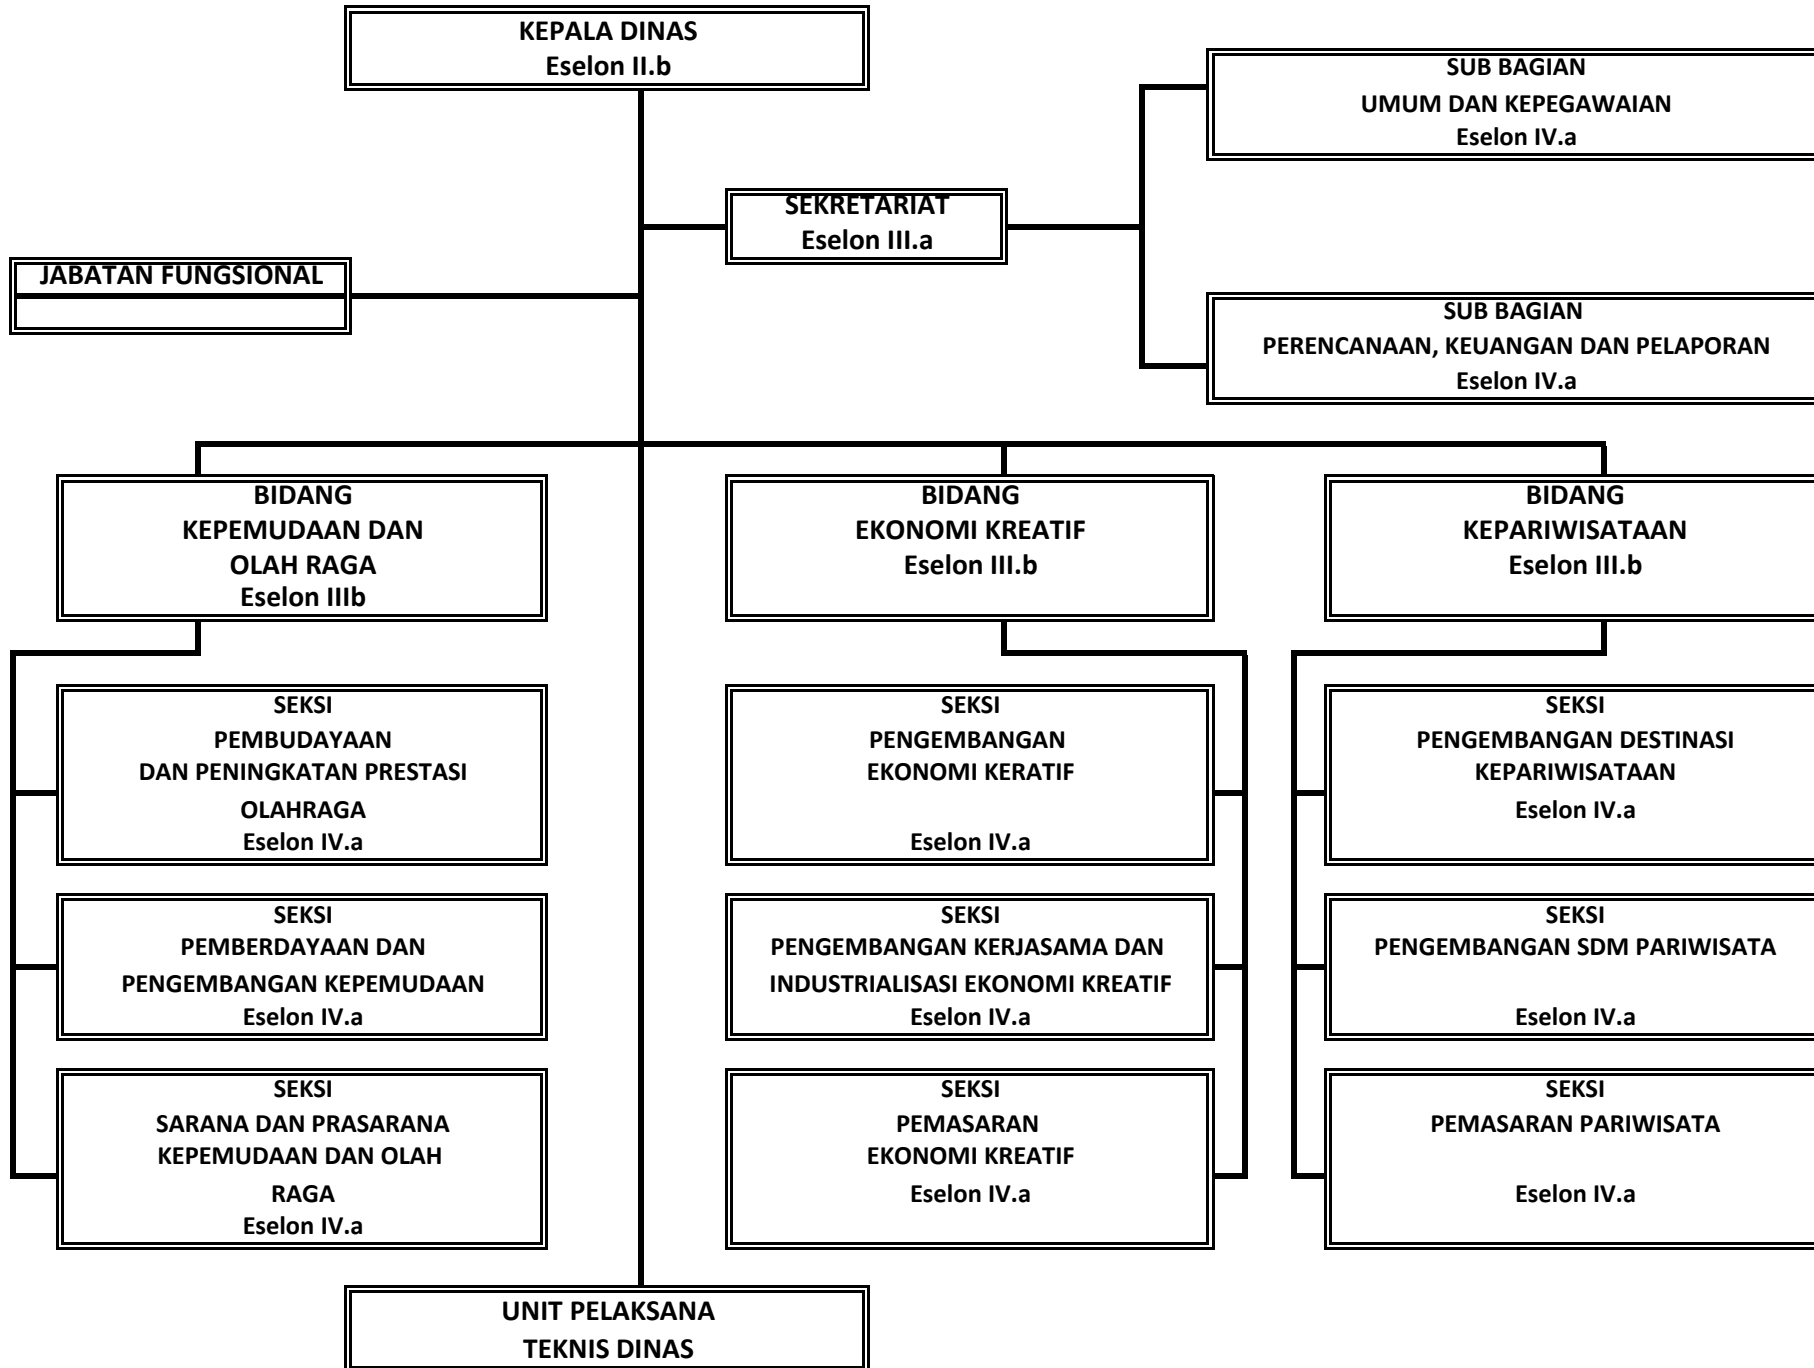 KEPALA DINAS
Eselon II.b
SUB BAGIAN
UMUM DAN KEPEGAWAIAN
Eselon IV.a
SEKRETARIAT
Eselon III.a
JABATAN FUNGSIONAL
SUB BAGIAN
PERENCANAAN, KEUANGAN DAN PELAPORAN
Eselon IV.a
BIDANG
KEPEMUDAAN DAN
OLAH RAGA
Eselon IIIb
BIDANG
EKONOMI KREATIF
Eselon III.b
BIDANG
KEPARIWISATAAN
Eselon III.b
SEKSI
PEMBUDAYAAN
DAN PENINGKATAN PRESTASI
OLAHRAGA
Eselon IV.a
SEKSI
PENGEMBANGAN
EKONOMI KERATIF
Eselon IV.a
SEKSI
PENGEMBANGAN DESTINASI
KEPARIWISATAAN
Eselon IV.a
SEKSI
PEMBERDAYAAN DAN
PENGEMBANGAN KEPEMUDAAN
Eselon IV.a
SEKSI
PENGEMBANGAN KERJASAMA DAN
INDUSTRIALISASI EKONOMI KREATIF
Eselon IV.a
SEKSI
PENGEMBANGAN SDM PARIWISATA
Eselon IV.a
SEKSI
SARANA DAN PRASARANA
KEPEMUDAAN DAN OLAH
RAGA
Eselon IV.a
SEKSI
PEMASARAN
EKONOMI KREATIF
Eselon IV.a
SEKSI
PEMASARAN PARIWISATA
Eselon IV.a
UNIT PELAKSANA
TEKNIS DINAS